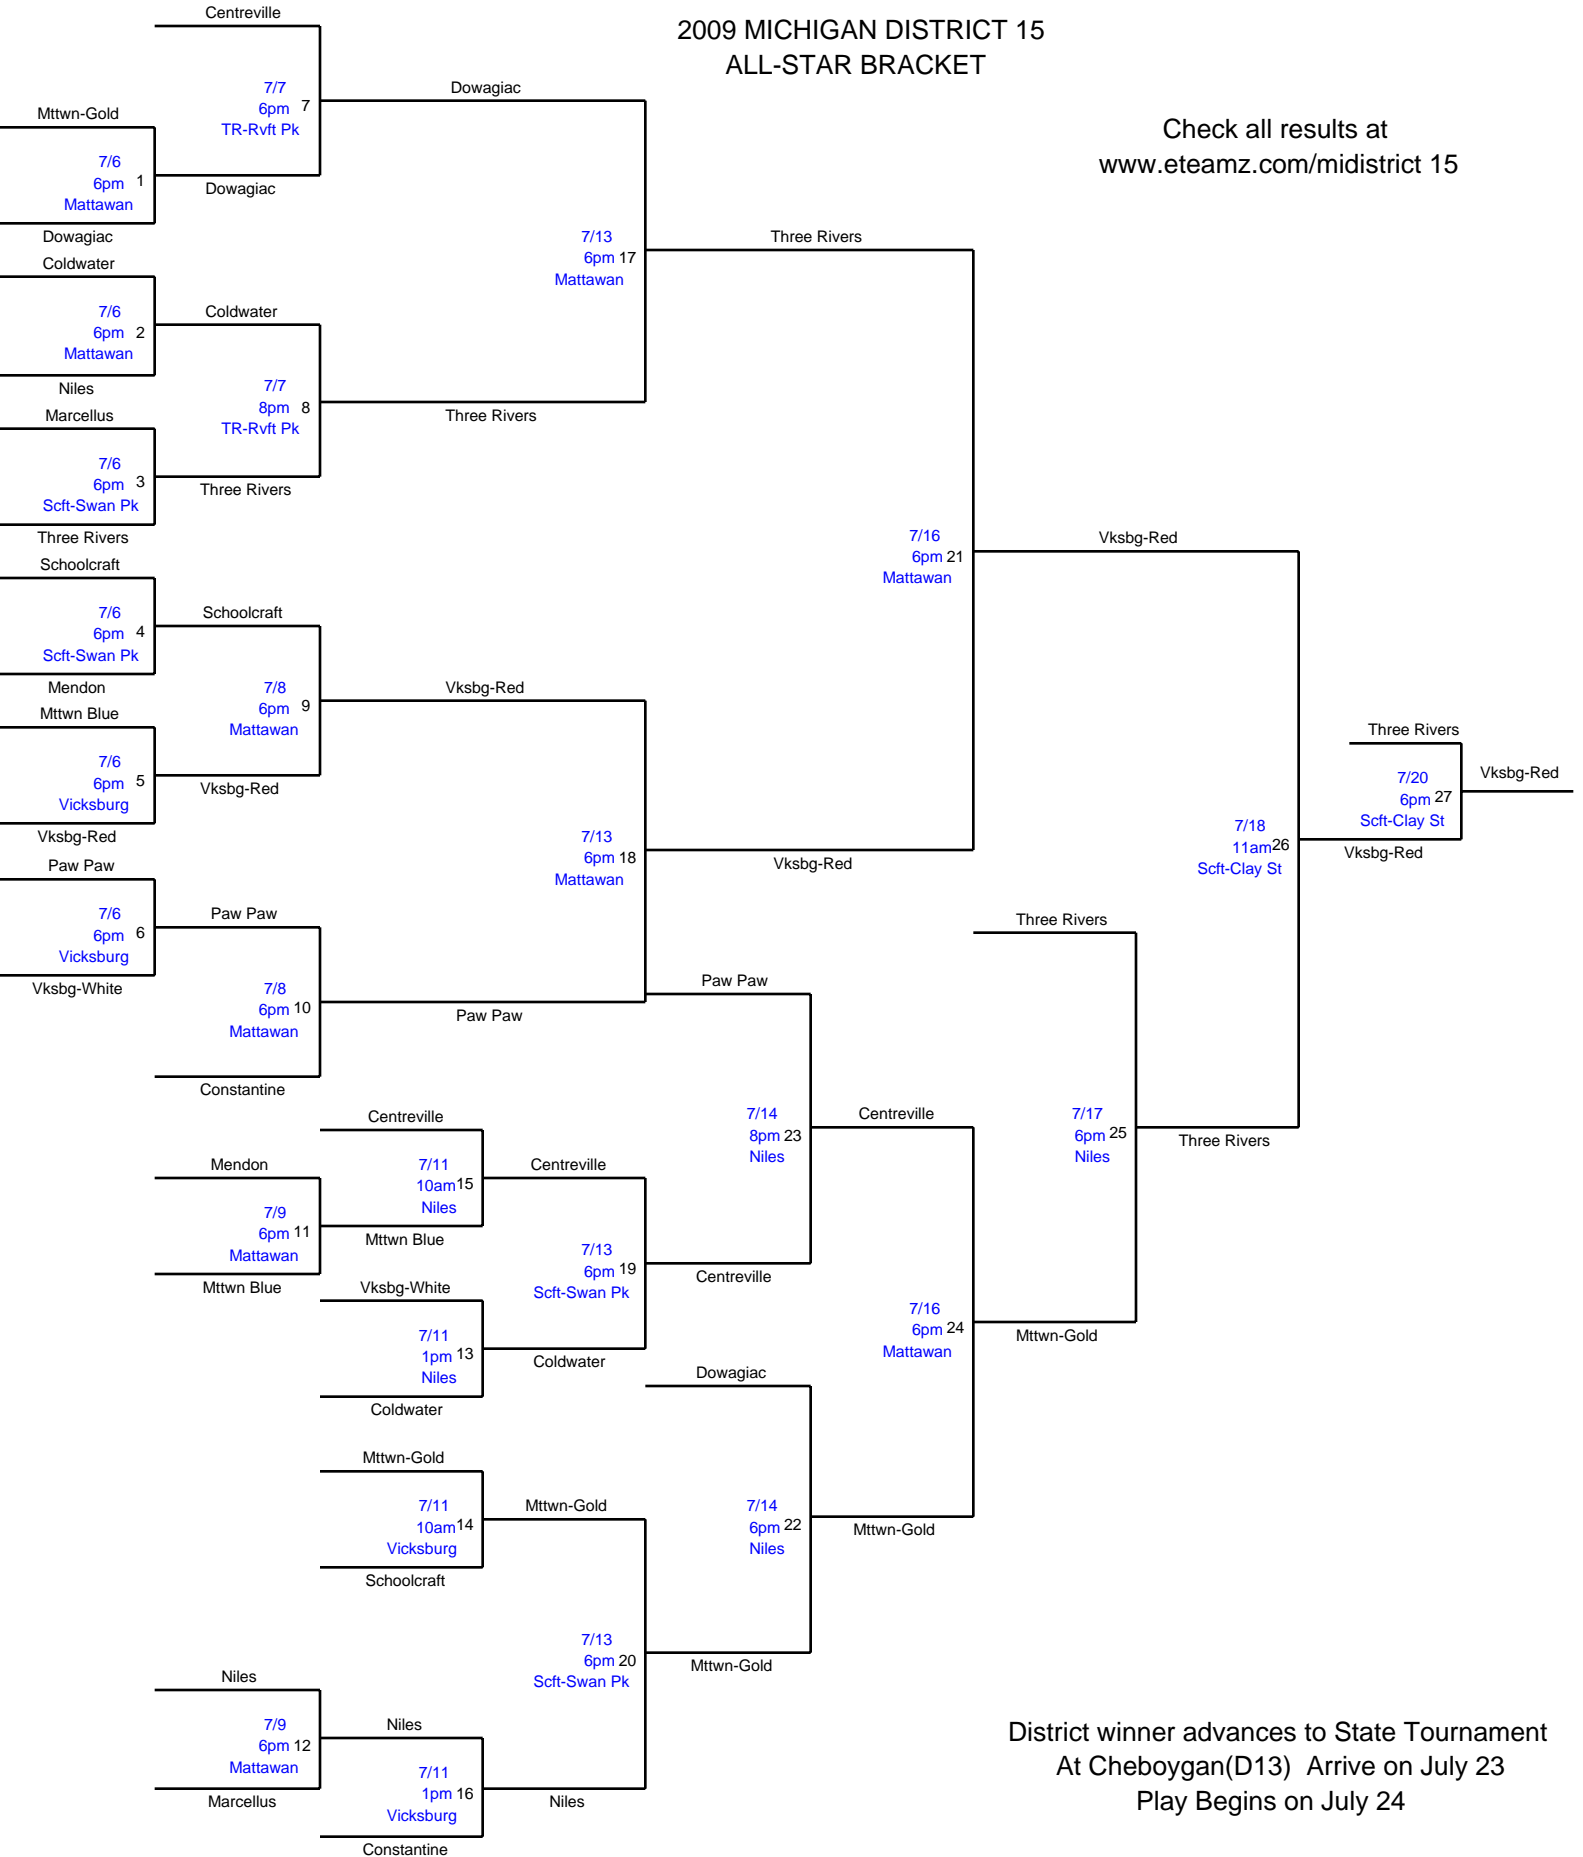 2009 MICHIGAN DISTRICT 15
ALL-STAR BRACKET
Check all results at
www.eteamz.com/midistrict 15
Centreville
7/7
6pm 7
TR-Rvft Pk
Dowagiac
Mttwn-Gold
7/6
6pm 1
Mattawan
Dowagiac
Dowagiac
Coldwater
7/6
6pm 2
Mattawan
Niles
Coldwater
7/7
8pm 8
TR-Rvft Pk
Three Rivers
Marcellus
7/6
6pm 3
Scft-Swan Pk
Three Rivers
Three Rivers
7/13
6pm 17
Mattawan
Three Rivers
Schoolcraft
7/6
6pm 4
Scft-Swan Pk
Mendon
Schoolcraft
7/8
6pm 9
Mattawan
Vksbg-Red
Mttwn Blue
7/6
6pm 5
Vicksburg
Vksbg-Red
Vksbg-Red
Paw Paw
7/6
6pm 6
Vicksburg
Vksbg-White
Paw Paw
7/8
6pm 10
Mattawan
Constantine
Paw Paw
7/13
6pm 18
Mattawan
Vksbg-Red
7/16
6pm 21
Mattawan
Vksbg-Red
Three Rivers
7/20
6pm 27
Scft-Clay St
Vksbg-Red
7/18
11am 26
Scft-Clay St
Vksbg-Red
Three Rivers
7/17
6pm 25
Niles
Three Rivers
Paw Paw
7/14
8pm 23
Niles
Centreville
Centreville
7/11
10am 15
Niles
Centreville
Mendon
7/9
6pm 11
Mattawan
Mttwn Blue
Mttwn Blue
7/13
6pm 19
Scft-Swan Pk
Centreville
Vksbg-White
7/11
1pm 13
Niles
Coldwater
Coldwater
7/16
6pm 24
Mattawan
Mttwn-Gold
Dowagiac
7/14
6pm 22
Niles
Mttwn-Gold
Mttwn-Gold
7/11
10am 14
Vicksburg
Schoolcraft
Mttwn-Gold
7/13
6pm 20
Scft-Swan Pk
Mttwn-Gold
Niles
7/9
6pm 12
Mattawan
Marcellus
Niles
7/11
1pm 16
Vicksburg
Constantine
Niles
District winner advances to State Tournament
At Cheboygan(D13) Arrive on July 23
Play Begins on July 24